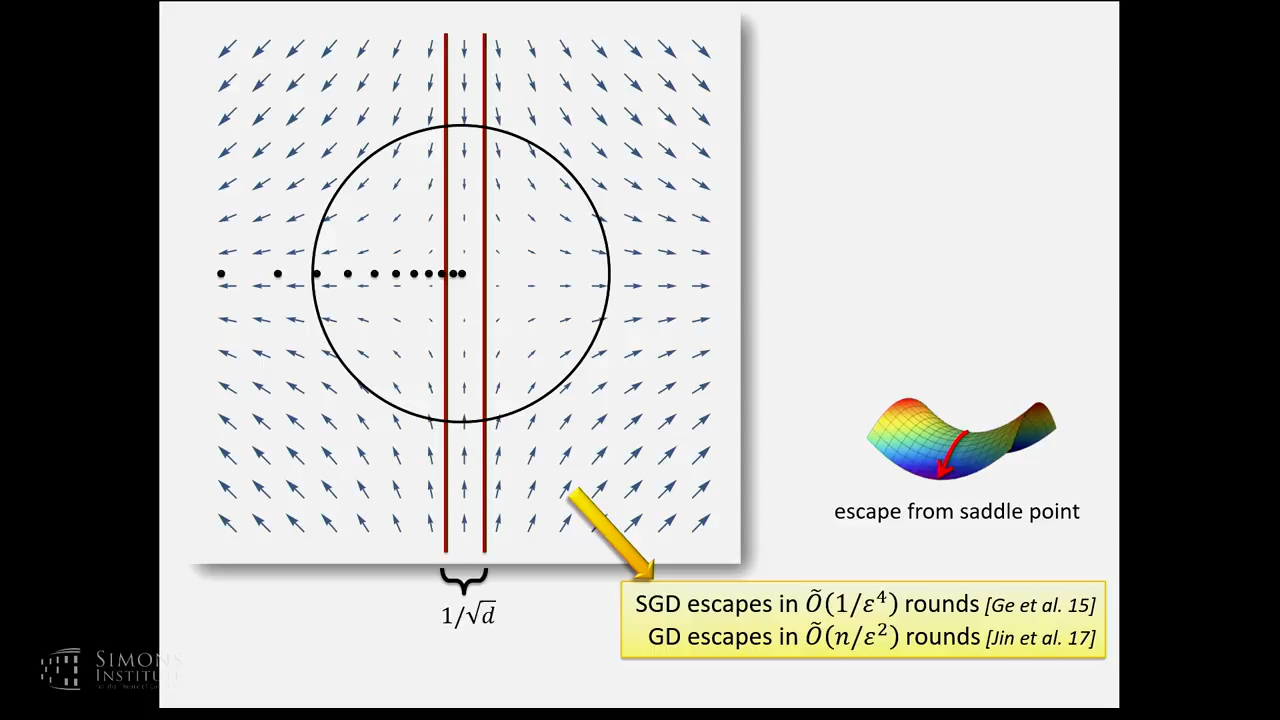 escape from saddle point
1/√d
SGD escapes in Õ(1/ε⁴) rounds [Ge et al. 15]
GD escapes in Õ(n/ε²) rounds [Jin et al. 17]
SIMONS
INSTITUTE